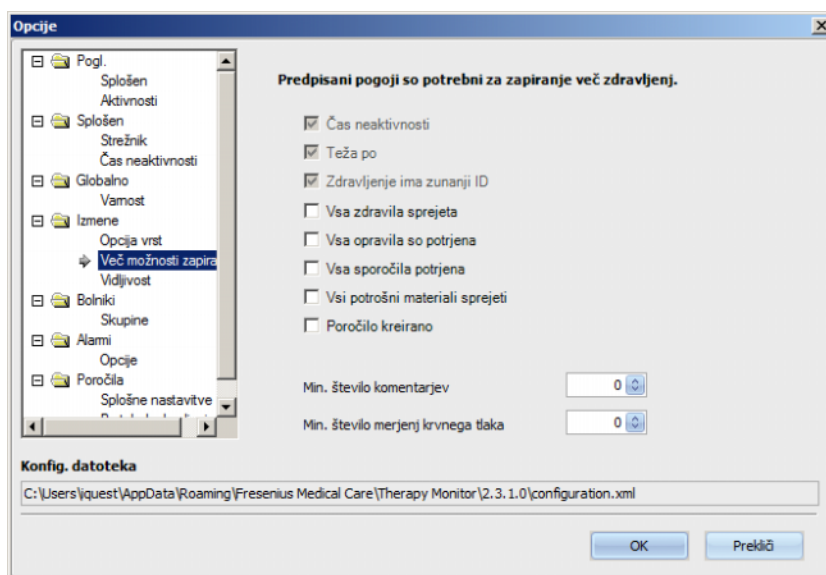 Opcije
Pogl.
Splošen
Aktivnosti
Splošen
Strežnik
Čas neaktivnosti
Globalno
Varnost
Izmene
Opcija vrst
Več možnosti zapira
Vidljivost
Bolniki
Skupine
Alarmi
Opcije
Poročila
Splošne nastavitve
Predpisani pogoji so potrebni za zapiranje več zdravljenj.
Čas neaktivnosti
Teža po
Zdravljenje ima zunanji ID
Vsa zdravila sprejeta
Vsa opravila so potrjena
Vsa sporočila potrjena
Vsi potrošni materiali sprejeti
Poročilo kreirano
Min. število komentarjev 0
Min. število merjenj krvnega tlaka 0
Konfig. datoteka
C:\Users\iquest\AppData\Roaming\Fresenius Medical Care\Therapy Monitor\2.3.1.0\configuration.xml
OK Prekliči